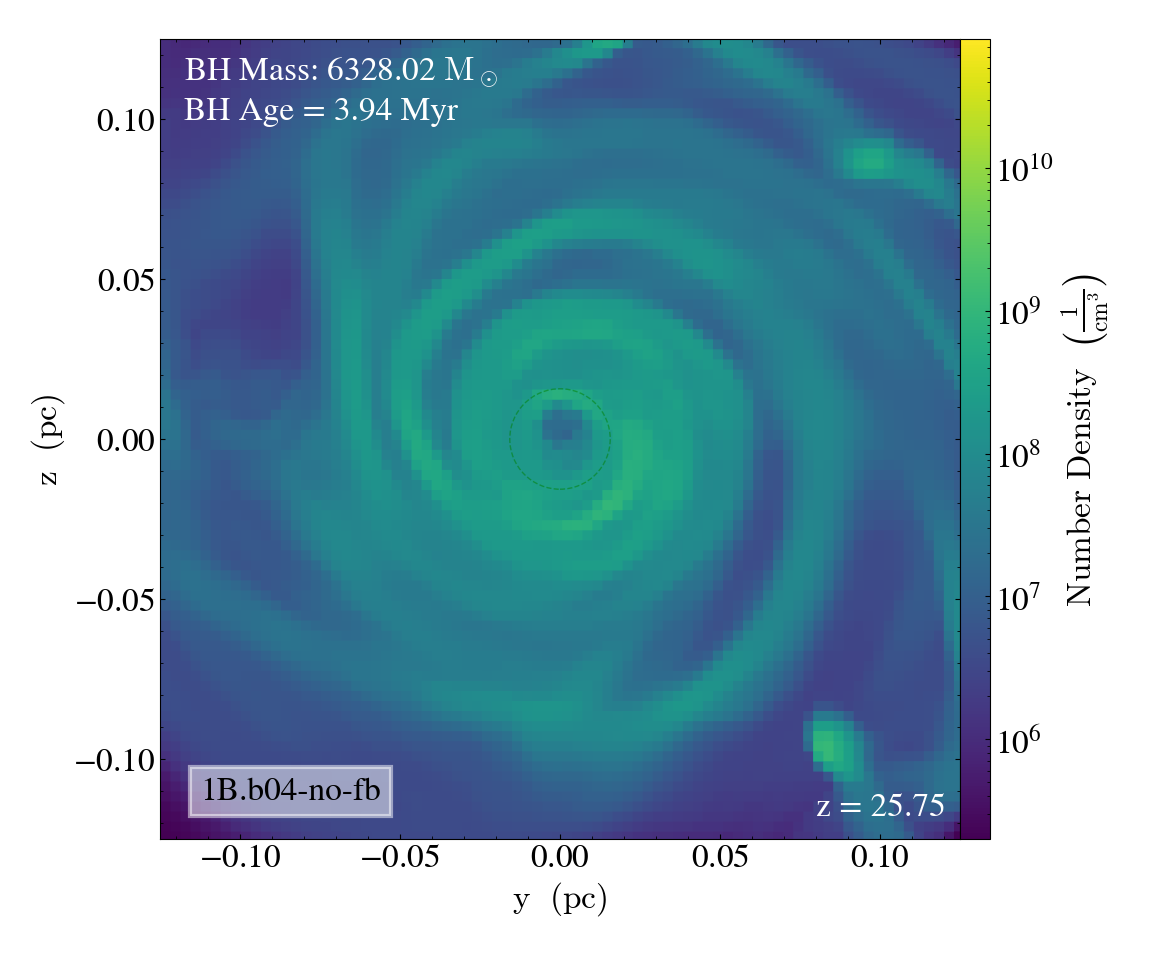 BH Mass: 6328.02 M☉
BH Age = 3.94 Myr
0.10
0.05
0.00
−0.05
−0.10
z (pc)
1B.b04-no-fb
z = 25.75
−0.10 −0.05 0.00 0.05 0.10
y (pc)
10¹⁰
10⁹
10⁸
10⁷
10⁶
Number Density (1/cm³)